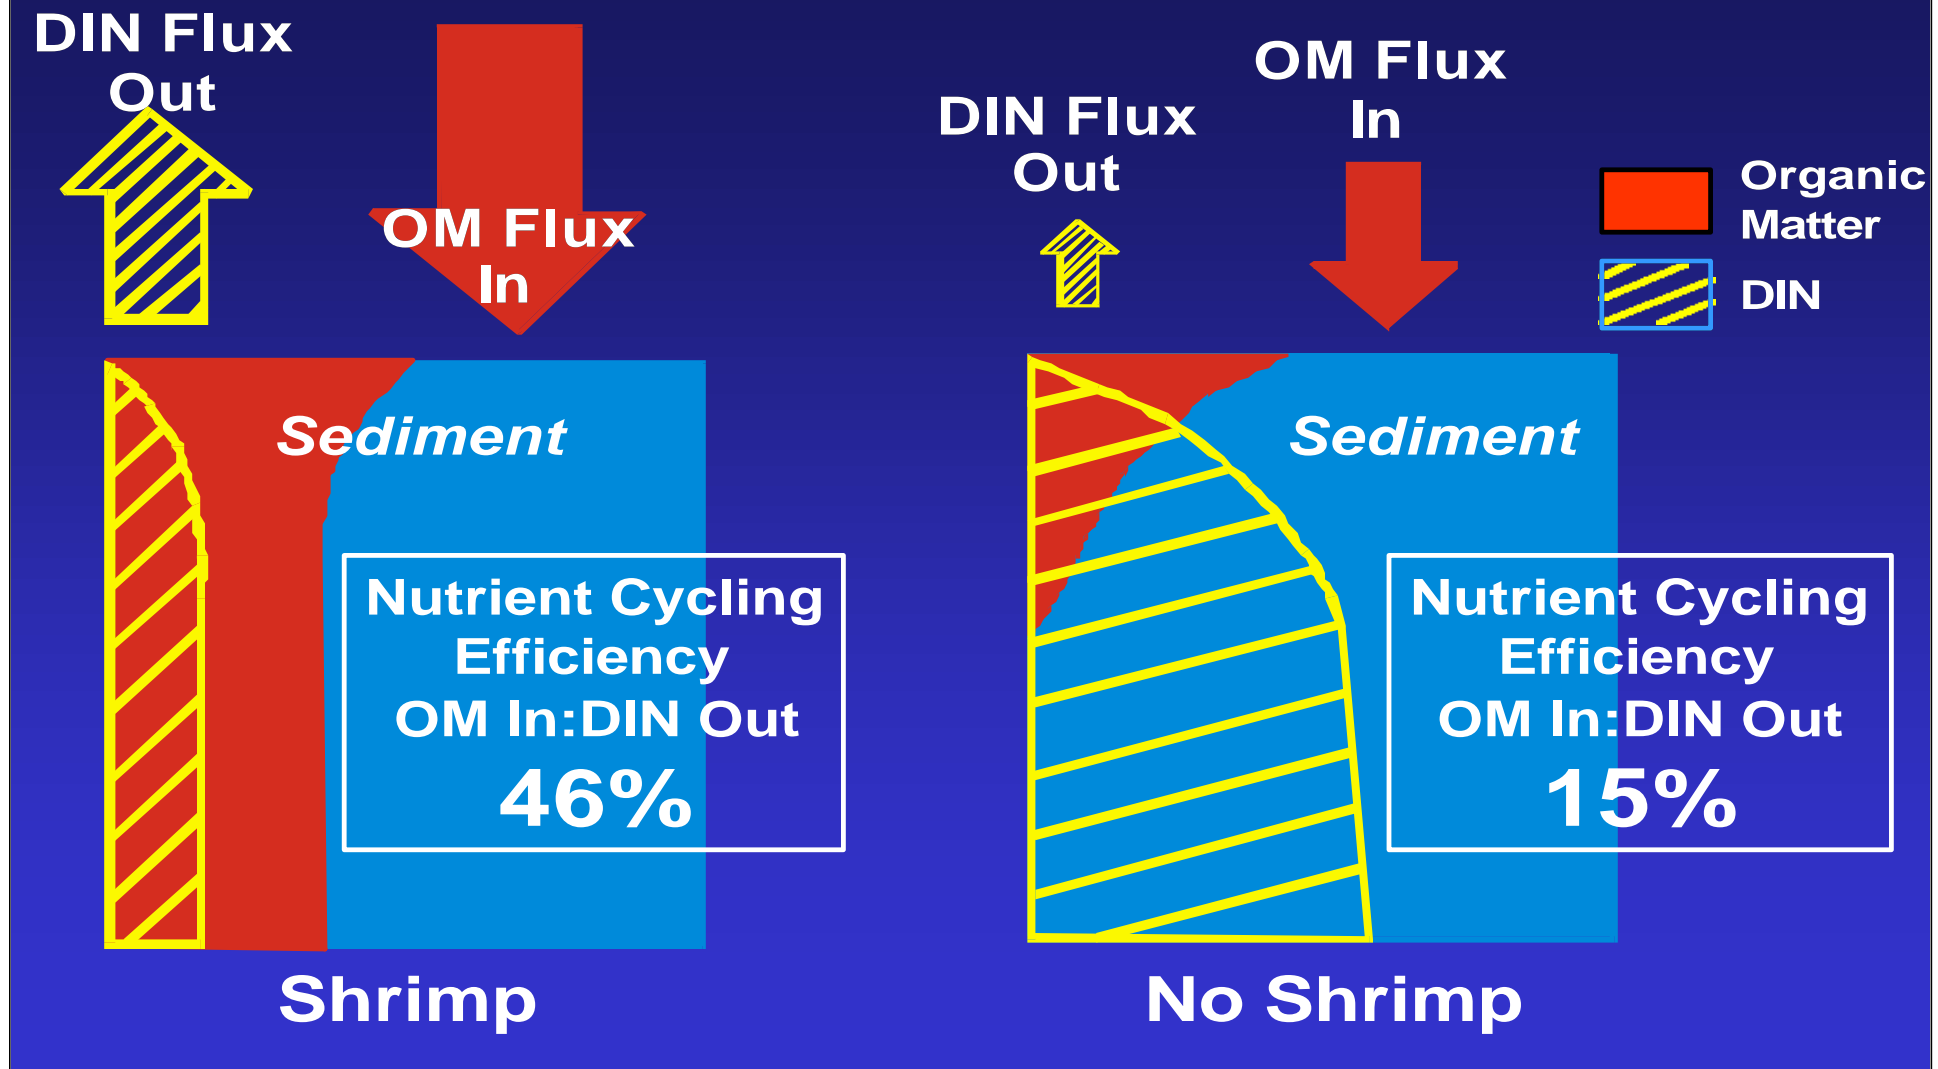 DIN Flux
Out
OM Flux
In
Sediment
Nutrient Cycling
Efficiency
OM In:DIN Out
46%
Shrimp
OM Flux
In
DIN Flux
Out
Organic
Matter
DIN
Sediment
Nutrient Cycling
Efficiency
OM In:DIN Out
15%
No Shrimp